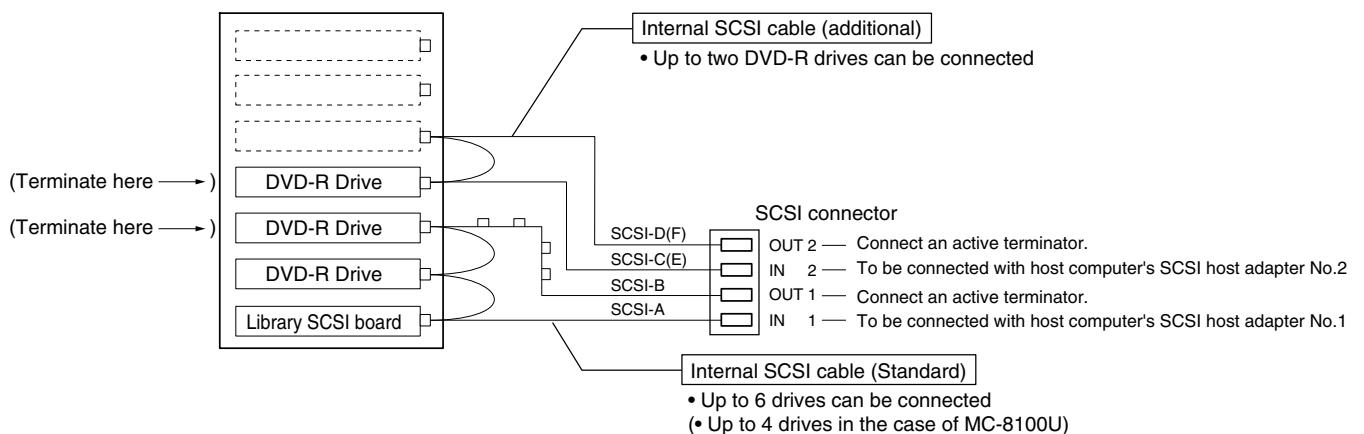 Internal SCSI cable (additional)
• Up to two DVD-R drives can be connected
(Terminate here → ) DVD-R Drive
(Terminate here → ) DVD-R Drive
DVD-R Drive
Library SCSI board
SCSI connector
SCSI-D(F) OUT 2 — Connect an active terminator.
SCSI-C(E) IN 2 — To be connected with host computer's SCSI host adapter No.2
SCSI-B OUT 1 — Connect an active terminator.
SCSI-A IN 1 — To be connected with host computer's SCSI host adapter No.1
Internal SCSI cable (Standard)
• Up to 6 drives can be connected
(• Up to 4 drives in the case of MC-8100U)